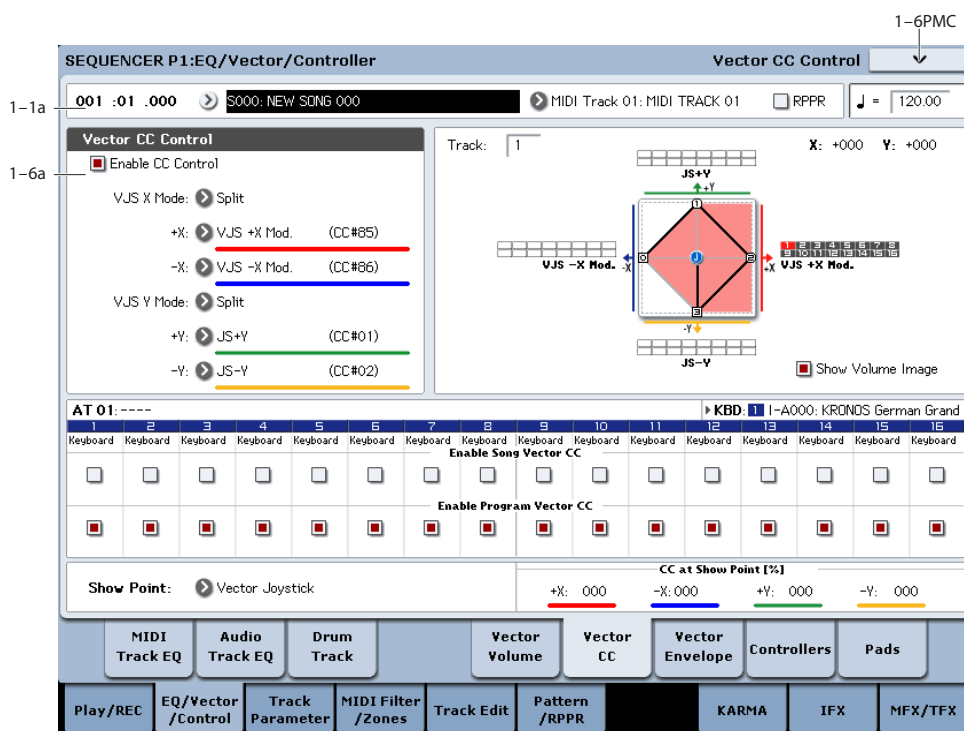 1–6PMC
SEQUENCER P1:EQ/Vector/Controller
Vector CC Control
1–1a
001 :01 .000
S000: NEW SONG 000
MIDI Track 01: MIDI TRACK 01
RPPR
♩ = 120.00
Vector CC Control
1–6a
Enable CC Control
VJS X Mode: Split
+X: VJS +X Mod. (CC#85)
-X: VJS -X Mod. (CC#86)
VJS Y Mode: Split
+Y: JS+Y (CC#01)
-Y: JS-Y (CC#02)
Track: 1
X: +000 Y: +000
JS+Y
+Y
1
0
J
2
3
VJS -X Mod.
-X
+X
1 2 3 4 5 6 7 8
9 10 11 12 13 14 15 16
VJS +X Mod.
-Y
JS-Y
Show Volume Image
AT 01:----
KBD: 1 I-A000: KRONOS German Grand
1 2 3 4 5 6 7 8 9 10 11 12 13 14 15 16
Keyboard Keyboard Keyboard Keyboard Keyboard Keyboard Keyboard Keyboard Keyboard Keyboard Keyboard Keyboard Keyboard Keyboard Keyboard Keyboard
Enable Song Vector CC
Enable Program Vector CC
Show Point: Vector Joystick
CC at Show Point [%]
+X: 000 -X: 000 +Y: 000 -Y: 000
MIDI Track EQ
Audio Track EQ
Drum Track
Vector Volume
Vector CC
Vector Envelope
Controllers
Pads
Play/REC
EQ/Vector /Control
Track Parameter
MIDI Filter /Zones
Track Edit
Pattern /RPPR
KARMA
IFX
MFX/TFX